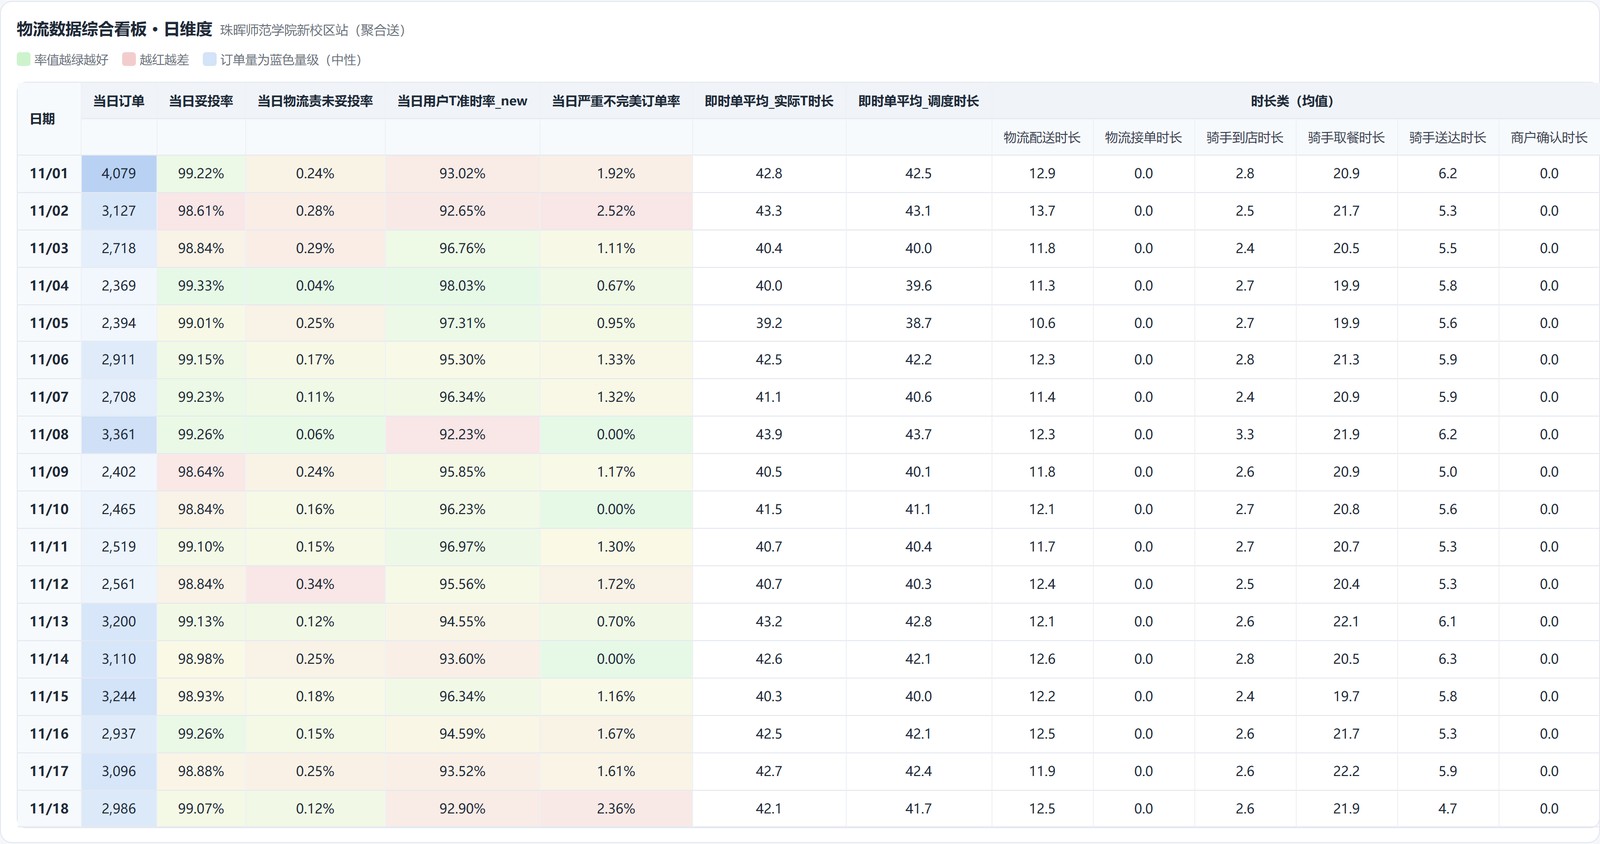 物流数据综合看板 • 日维度 珠晖师范学院新校区站（聚合送）
率值越绿越好 越红越差 订单量为蓝色量级（中性）
日期 当日订单 当日妥投率 当日物流责未妥投率 当日用户T准时率_new 当日严重不完美订单率 即时单平均_实际T时长 即时单平均_调度时长 时长类（均值）
物流配送时长 物流接单时长 骑手到店时长 骑手取餐时长 骑手送达时长 商户确认时长
11/01 4,079 99.22% 0.24% 93.02% 1.92% 42.8 42.5 12.9 0.0 2.8 20.9 6.2 0.0
11/02 3,127 98.61% 0.28% 92.65% 2.52% 43.3 43.1 13.7 0.0 2.5 21.7 5.3 0.0
11/03 2,718 98.84% 0.29% 96.76% 1.11% 40.4 40.0 11.8 0.0 2.4 20.5 5.5 0.0
11/04 2,369 99.33% 0.04% 98.03% 0.67% 40.0 39.6 11.3 0.0 2.7 19.9 5.8 0.0
11/05 2,394 99.01% 0.25% 97.31% 0.95% 39.2 38.7 10.6 0.0 2.7 19.9 5.6 0.0
11/06 2,911 99.15% 0.17% 95.30% 1.33% 42.5 42.2 12.3 0.0 2.8 21.3 5.9 0.0
11/07 2,708 99.23% 0.11% 96.34% 1.32% 41.1 40.6 11.4 0.0 2.4 20.9 5.9 0.0
11/08 3,361 99.26% 0.06% 92.23% 0.00% 43.9 43.7 12.3 0.0 3.3 21.9 6.2 0.0
11/09 2,402 98.64% 0.24% 95.85% 1.17% 40.5 40.1 11.8 0.0 2.6 20.9 5.0 0.0
11/10 2,465 98.84% 0.16% 96.23% 0.00% 41.5 41.1 12.1 0.0 2.7 20.8 5.6 0.0
11/11 2,519 99.10% 0.15% 96.97% 1.30% 40.7 40.4 11.7 0.0 2.7 20.7 5.3 0.0
11/12 2,561 98.84% 0.34% 95.56% 1.72% 40.7 40.3 12.4 0.0 2.5 20.4 5.3 0.0
11/13 3,200 99.13% 0.12% 94.55% 0.70% 43.2 42.8 12.1 0.0 2.6 22.1 6.1 0.0
11/14 3,110 98.98% 0.25% 93.60% 0.00% 42.6 42.1 12.6 0.0 2.8 20.5 6.3 0.0
11/15 3,244 98.93% 0.18% 96.34% 1.16% 40.3 40.0 12.2 0.0 2.4 19.7 5.8 0.0
11/16 2,937 99.26% 0.15% 94.59% 1.67% 42.5 42.1 12.5 0.0 2.6 21.7 5.3 0.0
11/17 3,096 98.88% 0.25% 93.52% 1.61% 42.7 42.4 11.9 0.0 2.6 22.2 5.9 0.0
11/18 2,986 99.07% 0.12% 92.90% 2.36% 42.1 41.7 12.5 0.0 2.6 21.9 4.7 0.0